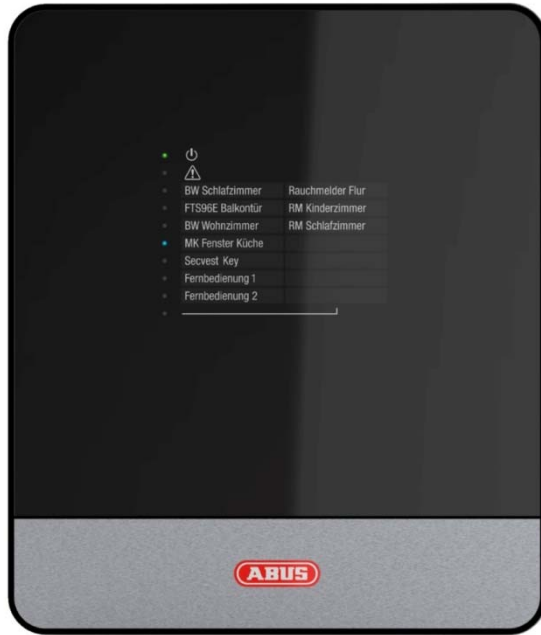 BW Schlafzimmer Rauchmelder Flur
FTS96E Balkontür RM Kinderzimmer
BW Wohnzimmer RM Schlafzimmer
MK Fenster Küche
Secvest Key
Fernbedienung 1
Fernbedienung 2
ABUS